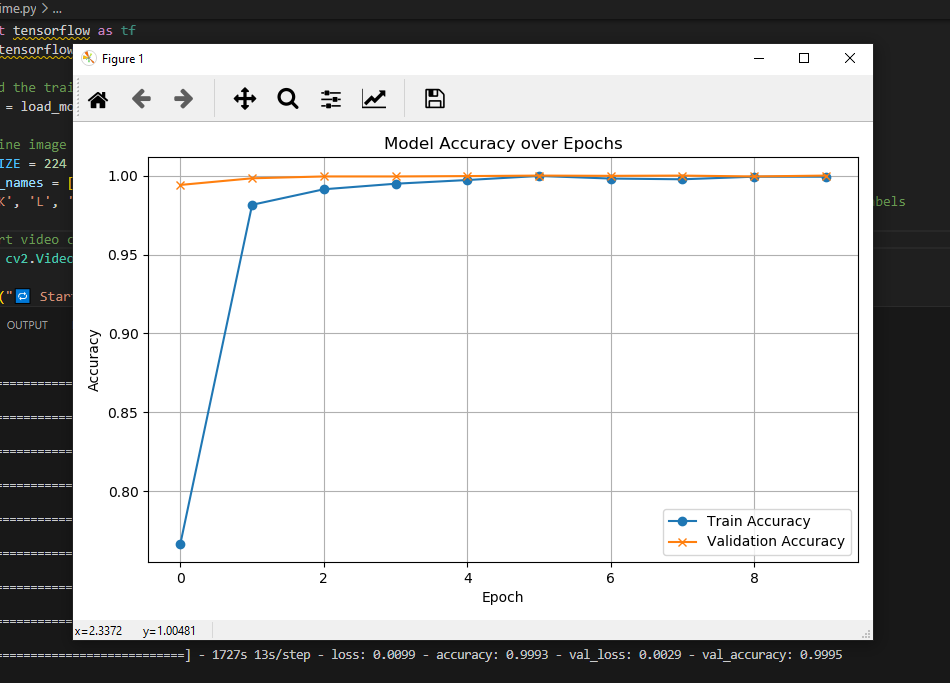 ime.py > ...
t tensorflow as tf
tensorflow
Figure 1
d the trai
= load_mo
ine image
IZE = 224
_names = [
K', 'L', '
bels
rt video c
cv2.Video
(" Star
OUTPUT
Model Accuracy over Epochs
1.00
0.95
0.90
0.85
0.80
Accuracy
0 2 4 6 8
Epoch
Train Accuracy
Validation Accuracy
x=2.3372 y=1.00481
============
============
============
============
============
============
============
============
===========================] - 1727s 13s/step - loss: 0.0099 - accuracy: 0.9993 - val_loss: 0.0029 - val_accuracy: 0.9995